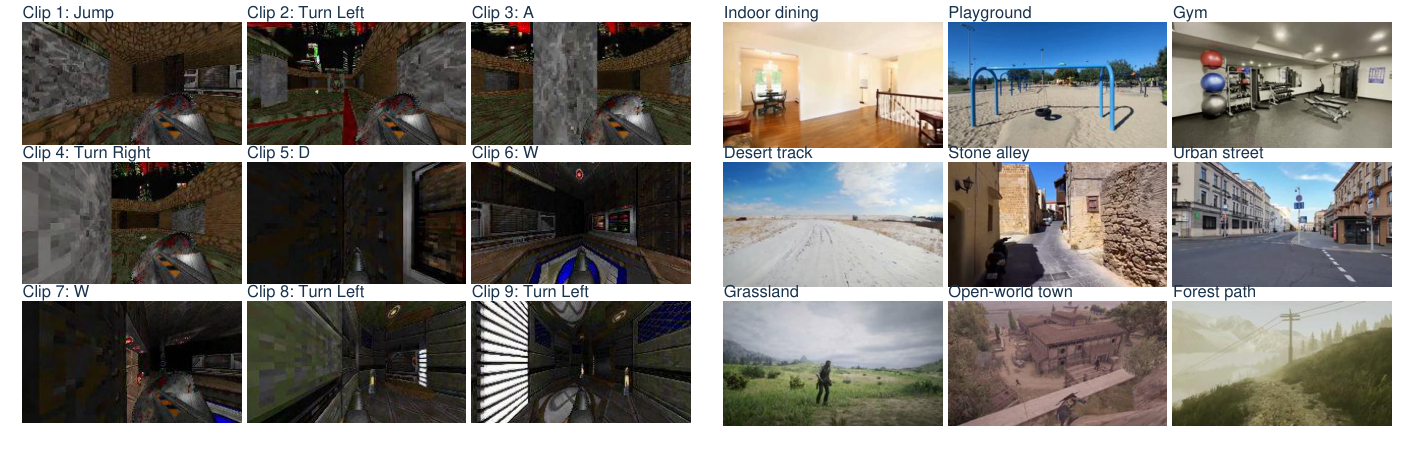 Clip 1: Jump
Clip 2: Turn Left
Clip 3: A
Clip 4: Turn Right
Clip 5: D
Clip 6: W
Clip 7: W
Clip 8: Turn Left
Clip 9: Turn Left
Indoor dining
Playground
Gym
Desert track
Stone alley
Urban street
Grassland
Open-world town
Forest path